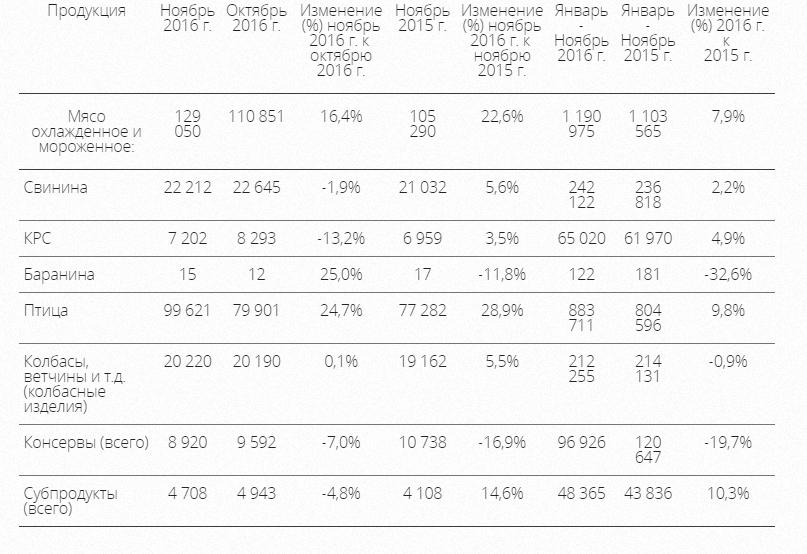 Продукция Ноябрь 2016 г. Октябрь 2016 г. Изменение (%) ноябрь 2016 г. к октябрю 2016 г. Ноябрь 2015 г. Изменение (%) ноябрь 2016 г. к ноябрю 2015 г. Январь - Ноябрь 2016 г. Январь - Ноябрь 2015 г. Изменение (%) 2016 г. к 2015 г.
Мясо охлажденное и мороженное: 129 050 110 851 16,4% 105 290 22,6% 1 190 975 1 103 565 7,9%
Свинина 22 212 22 645 -1,9% 21 032 5,6% 242 122 236 818 2,2%
КРС 7 202 8 293 -13,2% 6 959 3,5% 65 020 61 970 4,9%
Баранина 15 12 25,0% 17 -11,8% 122 181 -32,6%
Птица 99 621 79 901 24,7% 77 282 28,9% 883 711 804 596 9,8%
Колбасы, ветчины и т.д. (колбасные изделия) 20 220 20 190 0,1% 19 162 5,5% 212 255 214 131 -0,9%
Консервы (всего) 8 920 9 592 -7,0% 10 738 -16,9% 96 926 120 647 -19,7%
Субпродукты (всего) 4 708 4 943 -4,8% 4 108 14,6% 48 365 43 836 10,3%